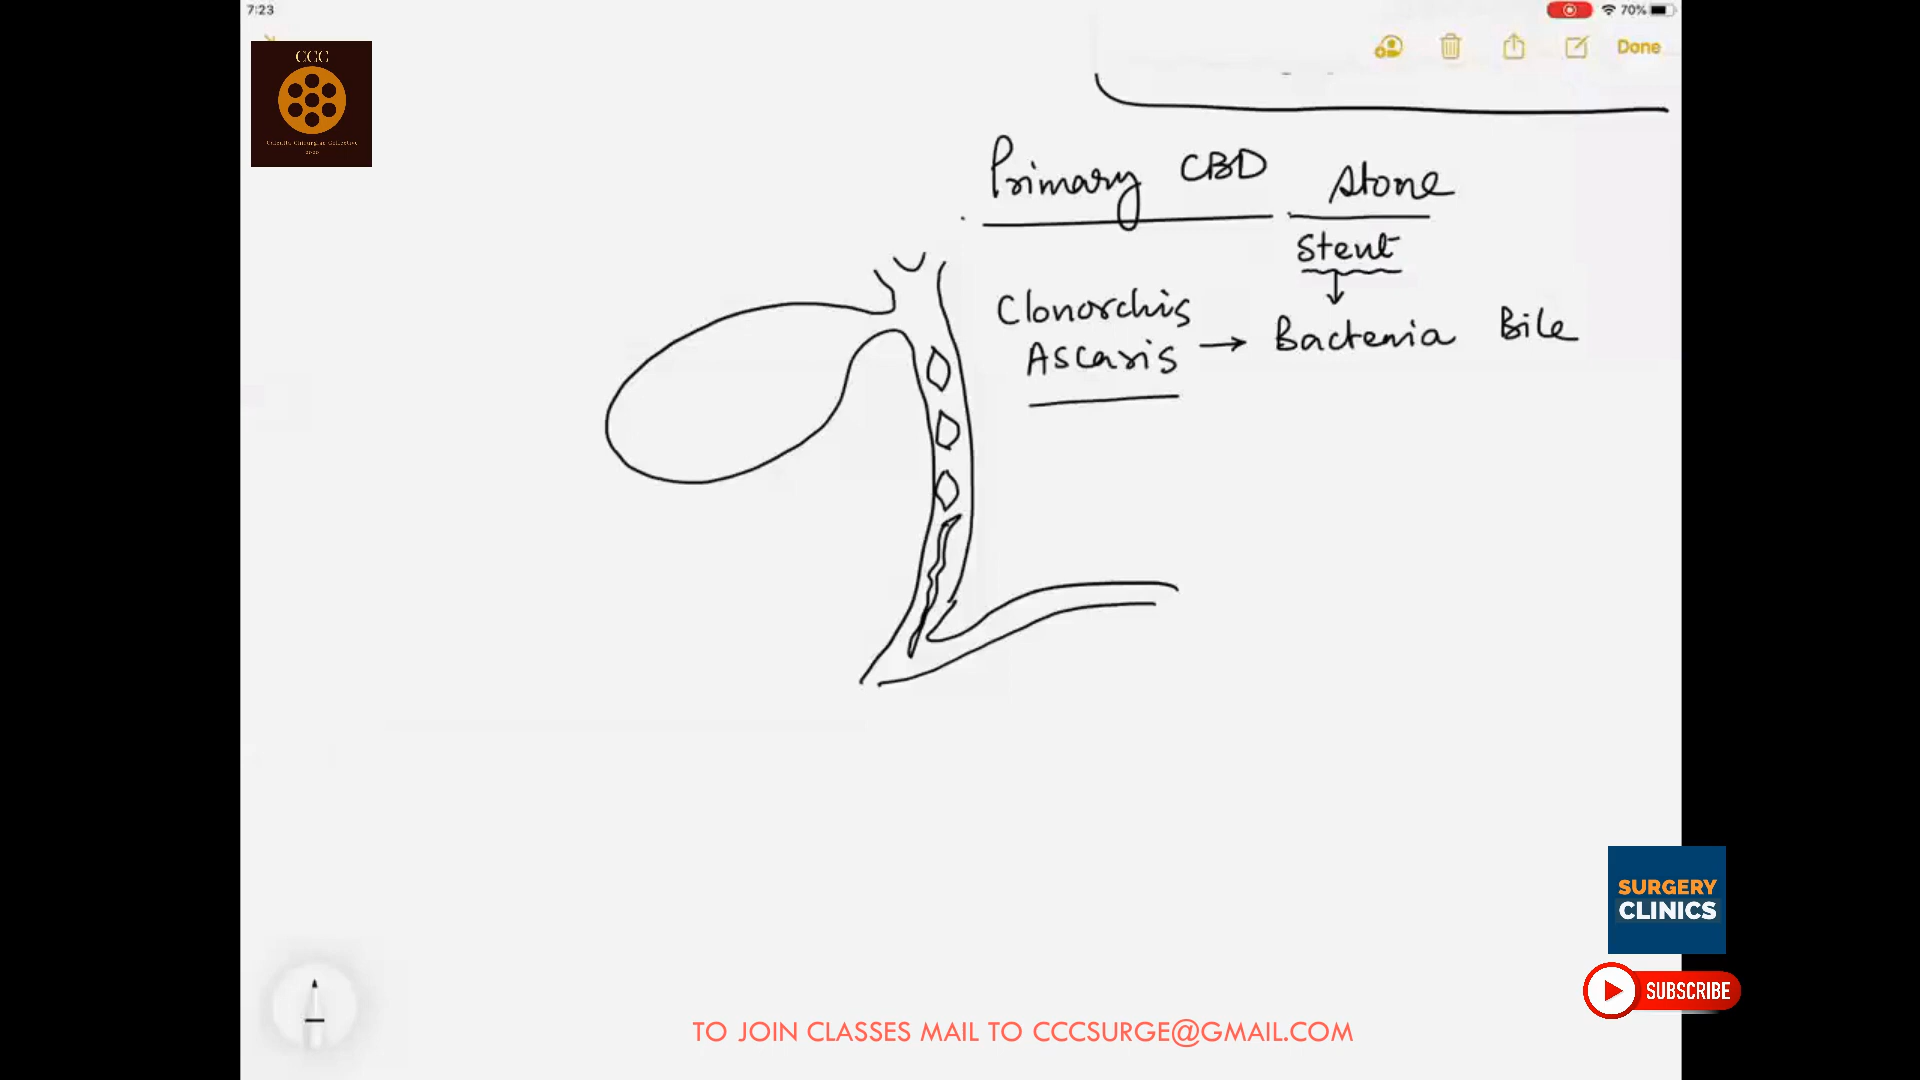 7:23
70%
CCC
2020
Done
Primary CBD Stone
Stent
Clonorchis
Ascaris → Bacteria Bile
SURGERY
CLINICS
SUBSCRIBE
TO JOIN CLASSES MAIL TO CCCSURGE@GMAIL.COM